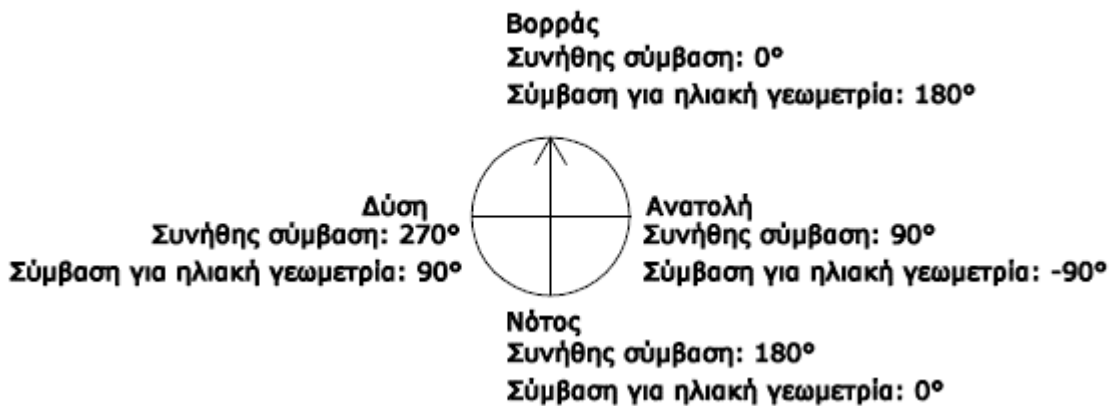 Βορράς
Συνήθης σύμβαση: 0°
Σύμβαση για ηλιακή γεωμετρία: 180°
Δύση
Συνήθης σύμβαση: 270°
Σύμβαση για ηλιακή γεωμετρία: 90°
Ανατολή
Συνήθης σύμβαση: 90°
Σύμβαση για ηλιακή γεωμετρία: -90°
Νότος
Συνήθης σύμβαση: 180°
Σύμβαση για ηλιακή γεωμετρία: 0°